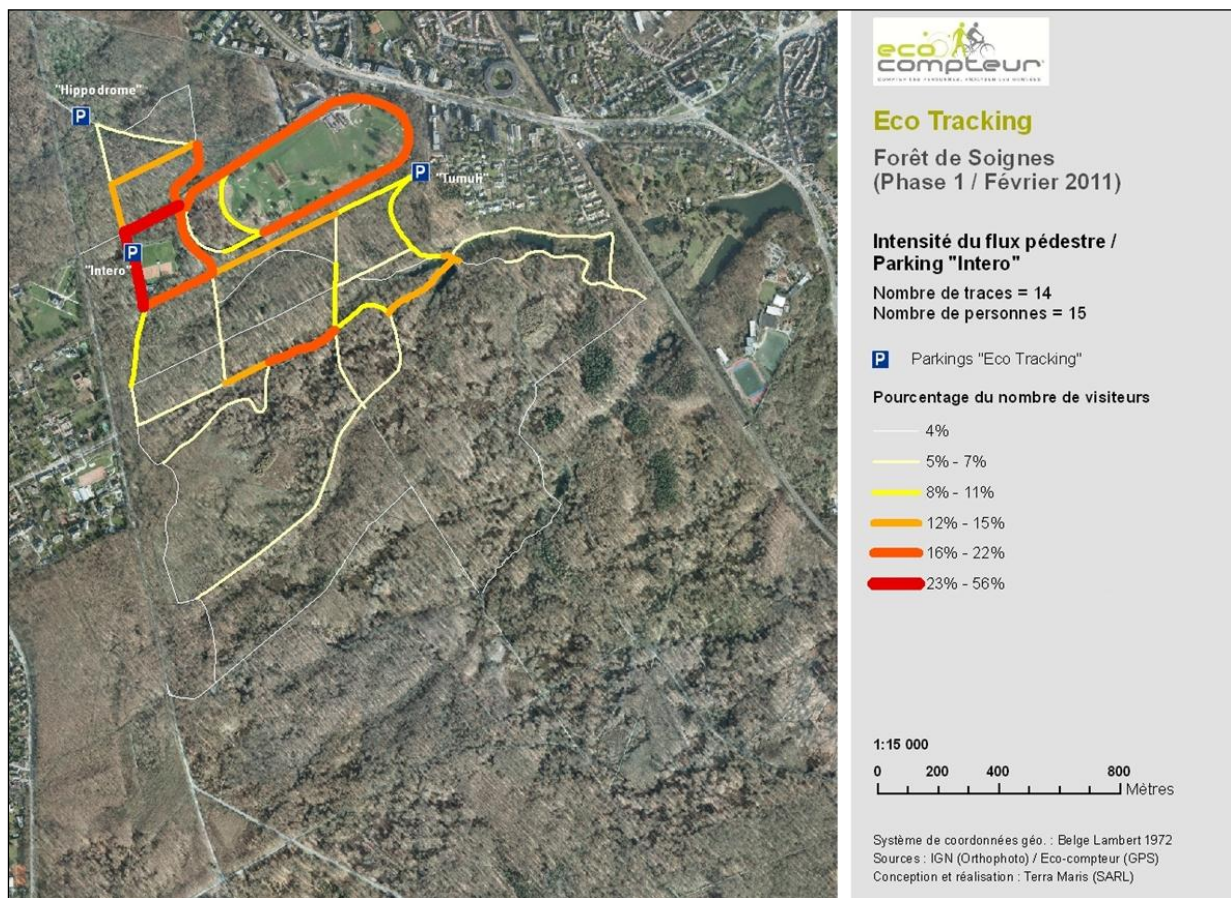 "Hippodrome"
P
P
"Tumuli"
P
"Intero"
eco
compteur
Eco Tracking
Forêt de Soignes
(Phase 1 / Février 2011)
Intensité du flux pédestre /
Parking "Intero"
Nombre de traces = 14
Nombre de personnes = 15
P Parkings "Eco Tracking"
Pourcentage du nombre de visiteurs
4%
5% - 7%
8% - 11%
12% - 15%
16% - 22%
23% - 56%
1:15 000
0 200 400 800
Mètres
Système de coordonnées géo. : Belge Lambert 1972
Sources : IGN (Orthophoto) / Eco-compteur (GPS)
Conception et réalisation : Terra Maris (SARL)